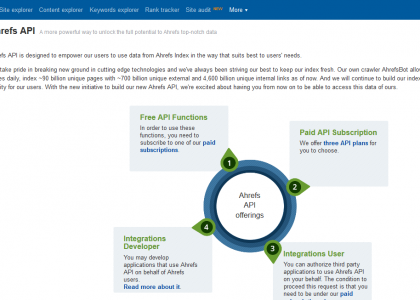 Site explorer Content explorer Keywords explorer Rank tracker Site audit NEW More
hrefs API A more powerful way to unlock the full potential to Ahrefs top-notch data
efs API is designed to empower our users to use data from Ahrefs Index in the way that suits best to users' needs.
take pride in breaking new ground in cutting edge technologies and we've always been striving our best to keep our index fresh. Our own crawler AhrefsBot allow
es daily, index ~90 billion unique pages with ~700 billion unique external and 4,600 billion unique internal links as of now. And we will continue to build our index
ity for our users. With the new initiative to build our new Ahrefs API, we're excited about having you from now on to be able to access this data of ours.
Free API Functions
In order to use these functions, you need to subscribe to one of our paid subscriptions.
1
Paid API Subscription
We offer three API plans for you to choose.
2
Ahrefs
API
offerings
4
Integrations
Developer
You may develop
applications that use Ahrefs
API on behalf of Ahrefs
users.
Read more about it.
3
Integrations User
You can authorize third party
applications to use Ahrefs API
on your behalf. The condition to
proceed this request is that you
need to be under our paid